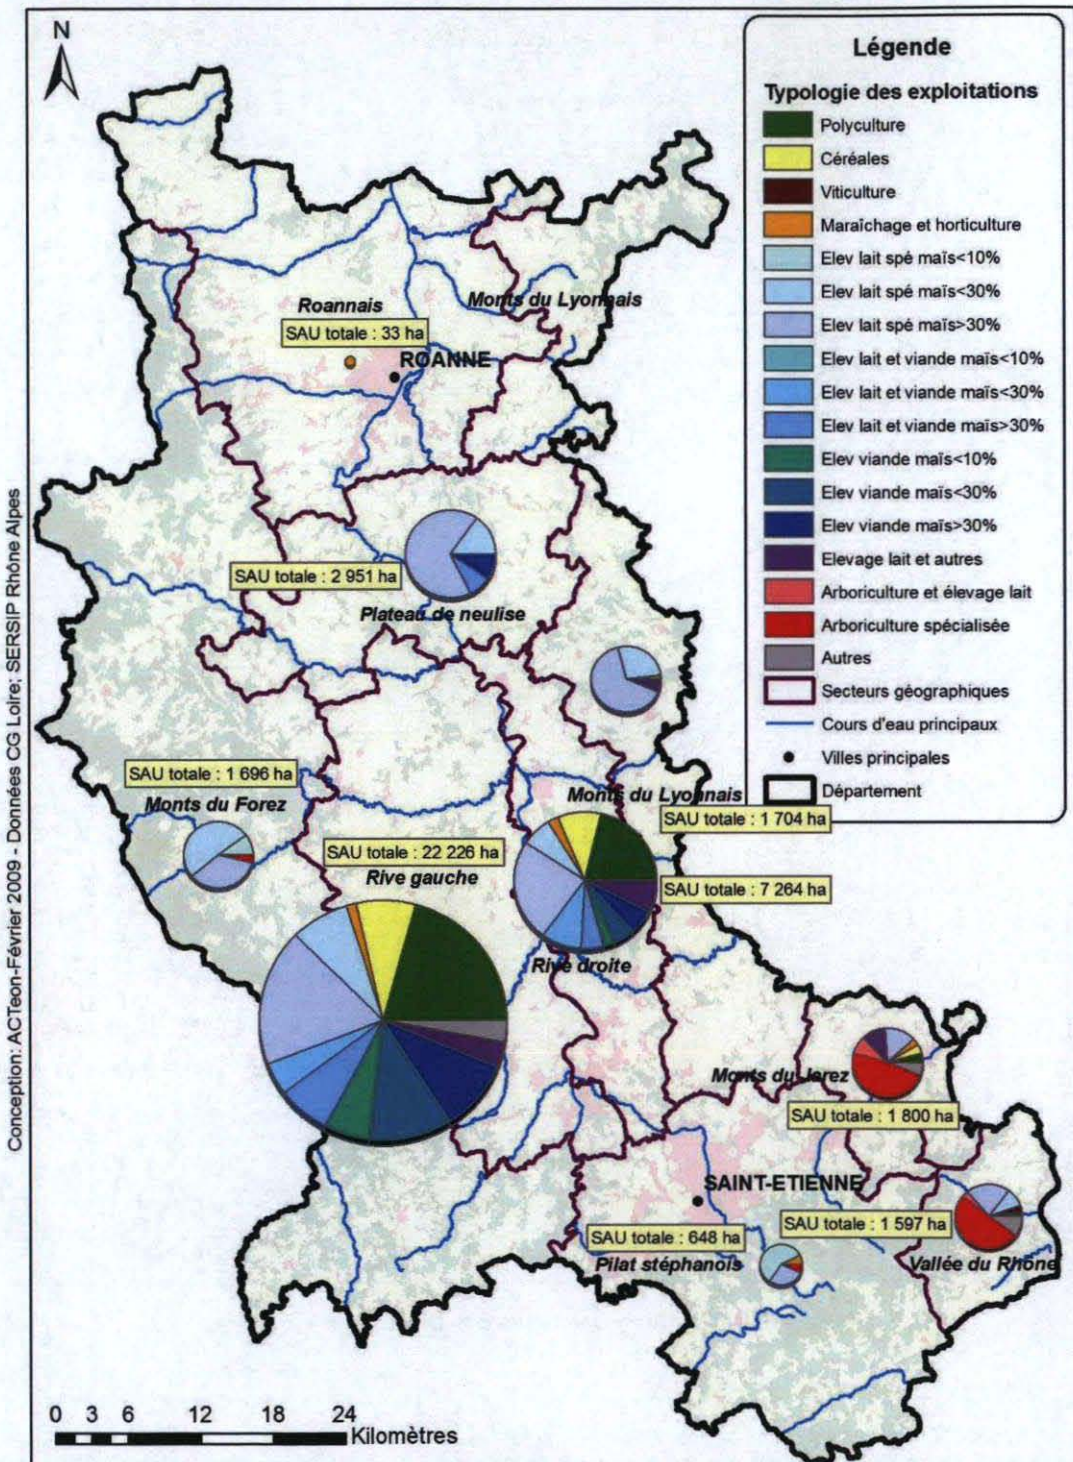 N
Légende
Typologie des exploitations
Polyculture
Céréales
Viticulture
Maraîchage et horticulture
Elev lait spé maïs<10%
Elev lait spé maïs<30%
Elev lait spé maïs>30%
Elev lait et viande maïs<10%
Elev lait et viande maïs<30%
Elev lait et viande maïs>30%
Elev viande maïs<10%
Elev viande maïs<30%
Elev viande maïs>30%
Elevage lait et autres
Arboriculture et élevage lait
Arboriculture spécialisée
Autres
Secteurs géographiques
Cours d'eau principaux
Villes principales
Département
Roannais
Monts du Lyonnais
SAU totale : 33 ha
ROANNE
SAU totale : 2 951 ha
Plateau de neulise
SAU totale : 1 696 ha
Monts du Forez
Monts du Lyonnais
SAU totale : 1 704 ha
SAU totale : 22 226 ha
Rive gauche
SAU totale : 7 264 ha
Rive droite
Monts du Jarez
SAU totale : 1 800 ha
SAINT-ETIENNE
SAU totale : 1 597 ha
SAU totale : 648 ha
Pilat stéphanois
Vallée du Rhône
0 3 6 12 18 24
Kilomètres
Conception: ACTeon-Février 2009 - Données CG Loire; SERSIP Rhône Alpes